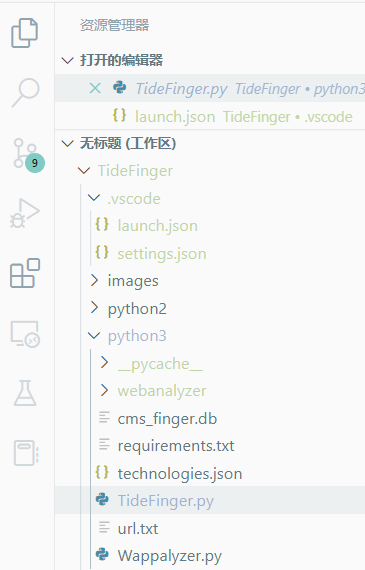 资源管理器
打开的编辑器
TideFinger.py TideFinger • python3
{} launch.json TideFinger • .vscode
无标题 (工作区)
9
TideFinger
.vscode
{} launch.json
{} settings.json
images
python2
python3
__pycache__
webanalyzer
cms_finger.db
requirements.txt
{} technologies.json
TideFinger.py
url.txt
Wappalyzer.py